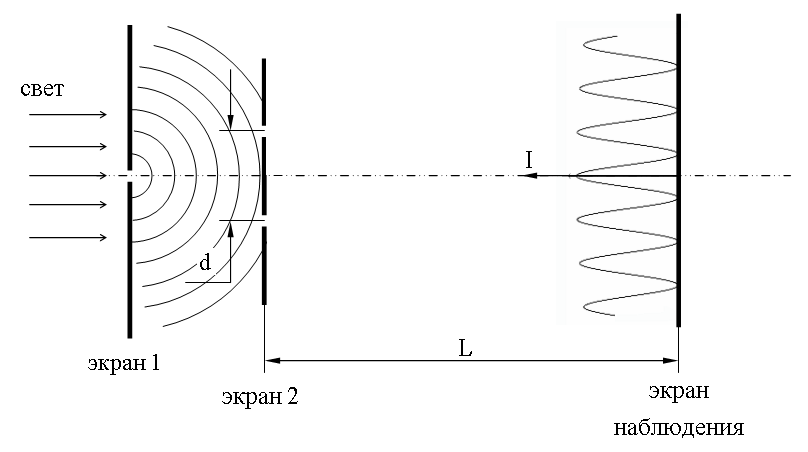 свет
I
d
L
экран 1
экран 2
экран
наблюдения